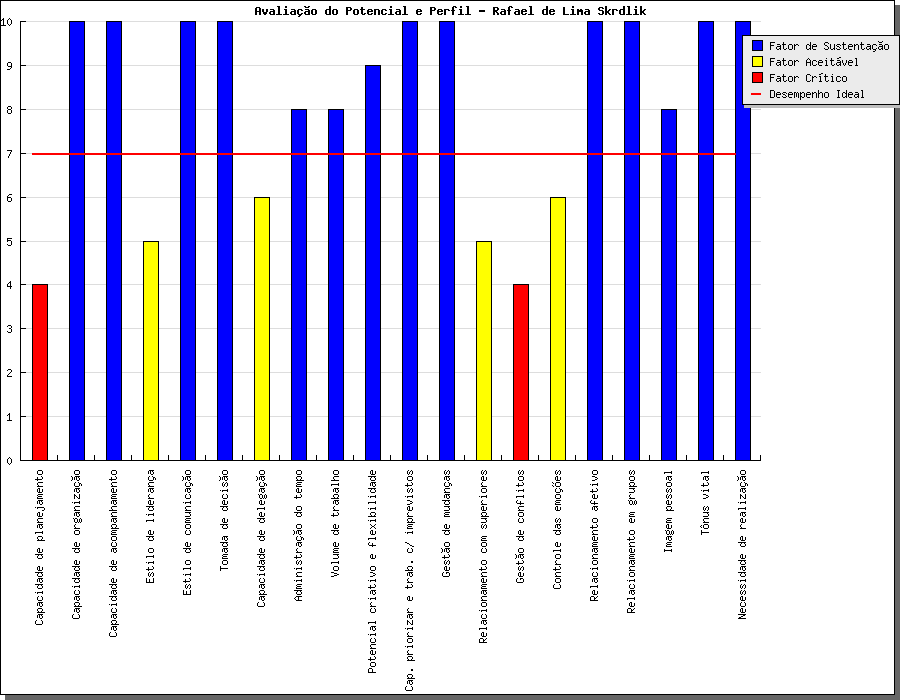 Avaliação do Potencial e Perfil - Rafael de Lima Skrdlik
10
9
8
7
6
5
4
3
2
1
0
Fator de Sustentação
Fator Aceitável
Fator Crítico
Desempenho Ideal
Capacidade de planejamento
Capacidade de organização
Capacidade de acompanhamento
Estilo de liderança
Estilo de comunicação
Tomada de decisão
Capacidade de delegação
Administração do tempo
Volume de trabalho
Potencial criativo e flexibilidade
Cap. priorizar e trab. c/ imprevistos
Gestão de mudanças
Relacionamento com superiores
Gestão de conflitos
Controle das emoções
Relacionamento afetivo
Relacionamento em grupos
Imagem pessoal
Tônus vital
Necessidade de realização